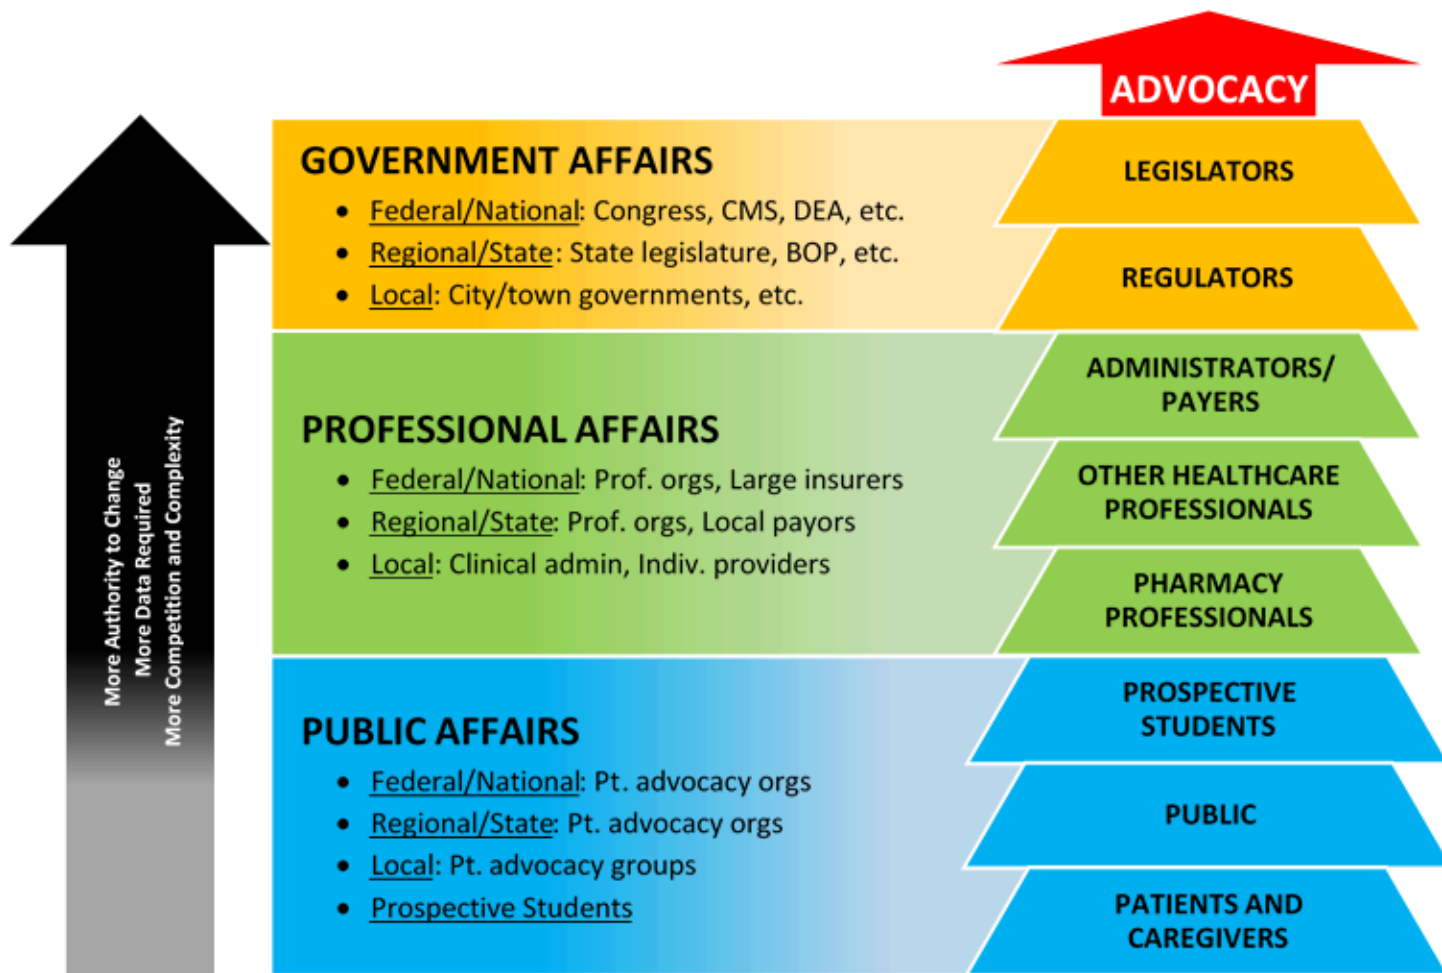 ADVOCACY
GOVERNMENT AFFAIRS
• Federal/National: Congress, CMS, DEA, etc.
• Regional/State: State legislature, BOP, etc.
• Local: City/town governments, etc.
LEGISLATORS
REGULATORS
PROFESSIONAL AFFAIRS
• Federal/National: Prof. orgs, Large insurers
• Regional/State: Prof. orgs, Local payors
• Local: Clinical admin, Indiv. providers
ADMINISTRATORS/
PAYERS
OTHER HEALTHCARE
PROFESSIONALS
PHARMACY
PROFESSIONALS
PUBLIC AFFAIRS
• Federal/National: Pt. advocacy orgs
• Regional/State: Pt. advocacy orgs
• Local: Pt. advocacy groups
• Prospective Students
PROSPECTIVE
STUDENTS
PUBLIC
PATIENTS AND
CAREGIVERS
More Authority to Change
More Data Required
More Competition and Complexity